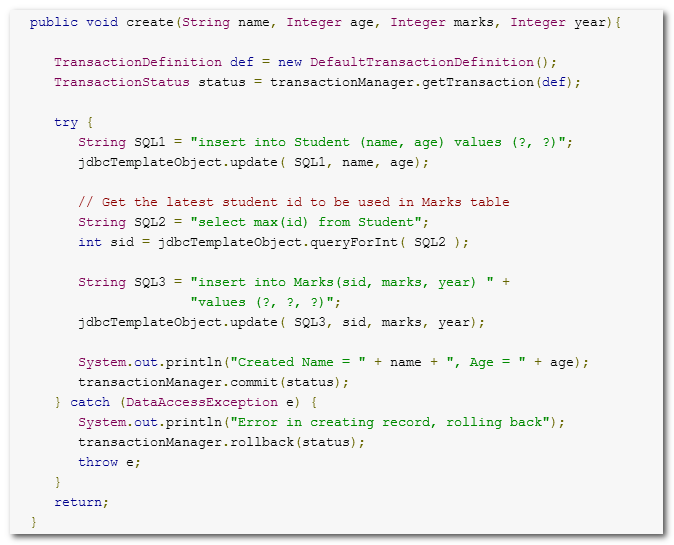 public void create(String name, Integer age, Integer marks, Integer year){
TransactionDefinition def = new DefaultTransactionDefinition();
TransactionStatus status = transactionManager.getTransaction(def);
try {
String SQL1 = "insert into Student (name, age) values (?, ?)";
jdbcTemplateObject.update( SQL1, name, age);
// Get the latest student id to be used in Marks table
String SQL2 = "select max(id) from Student";
int sid = jdbcTemplateObject.queryForInt( SQL2 );
String SQL3 = "insert into Marks(sid, marks, year) " +
"values (?, ?, ?)";
jdbcTemplateObject.update( SQL3, sid, marks, year);
System.out.println("Created Name = " + name + ", Age = " + age);
transactionManager.commit(status);
} catch (DataAccessException e) {
System.out.println("Error in creating record, rolling back");
transactionManager.rollback(status);
throw e;
}
return;
}